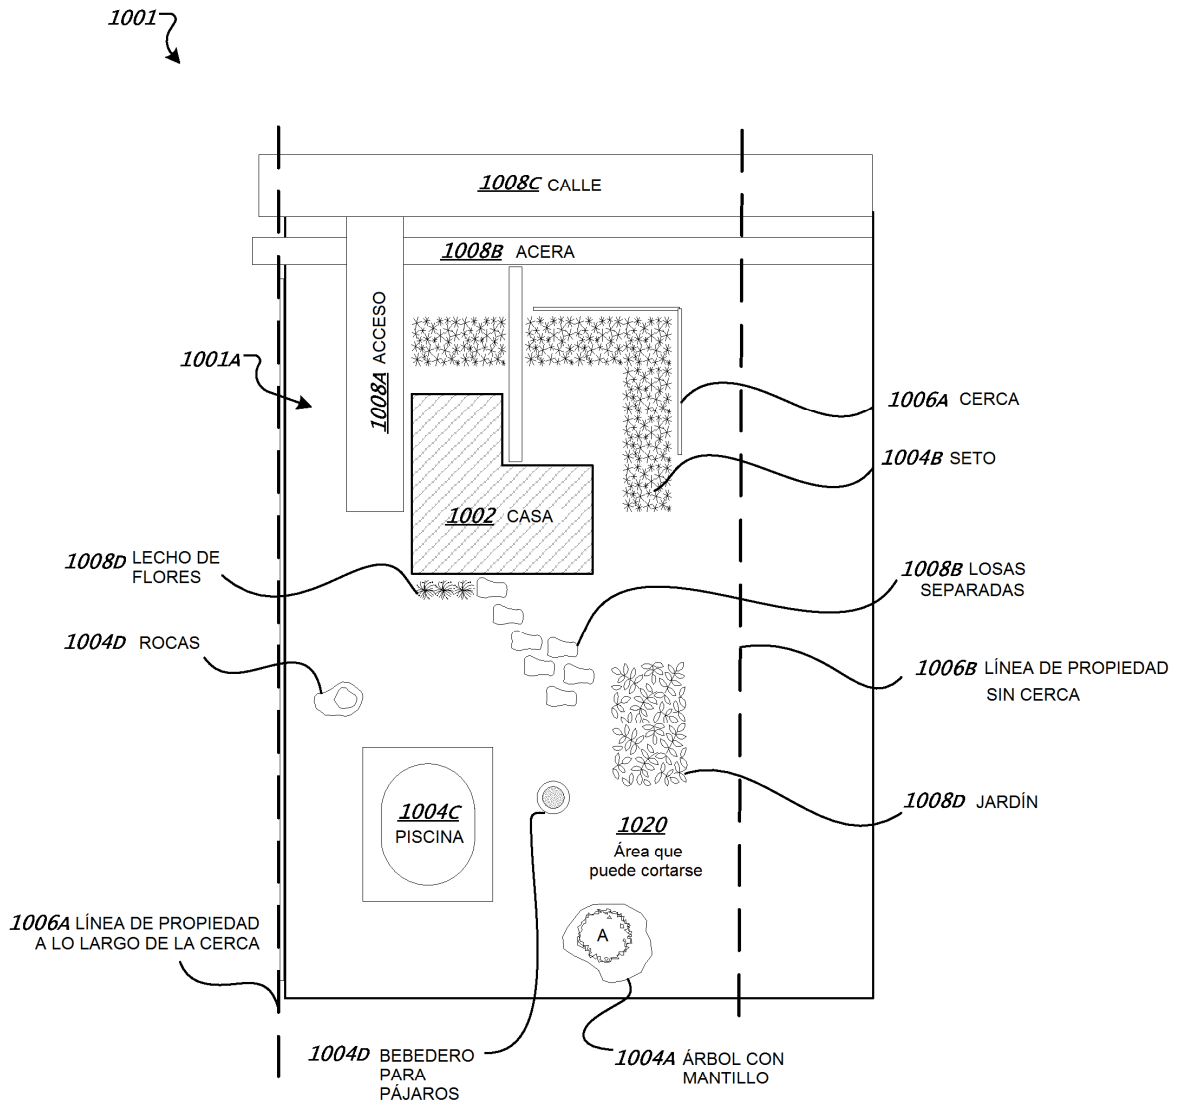 1001
1008C CALLE
1008B ACERA
1008A ACCESO
1001A
1006A CERCA
1004B SETO
1002 CASA
1008D LECHO DE
FLORES
1008B LOSAS
SEPARADAS
1004D ROCAS
1006B LÍNEA DE PROPIEDAD
SIN CERCA
1008D JARDÍN
1004C
PISCINA
1020
Área que
puede cortarse
1006A LÍNEA DE PROPIEDAD
A LO LARGO DE LA CERCA
A
1004D BEBEDERO
PARA
PÁJAROS
1004A ÁRBOL CON
MANTILLO